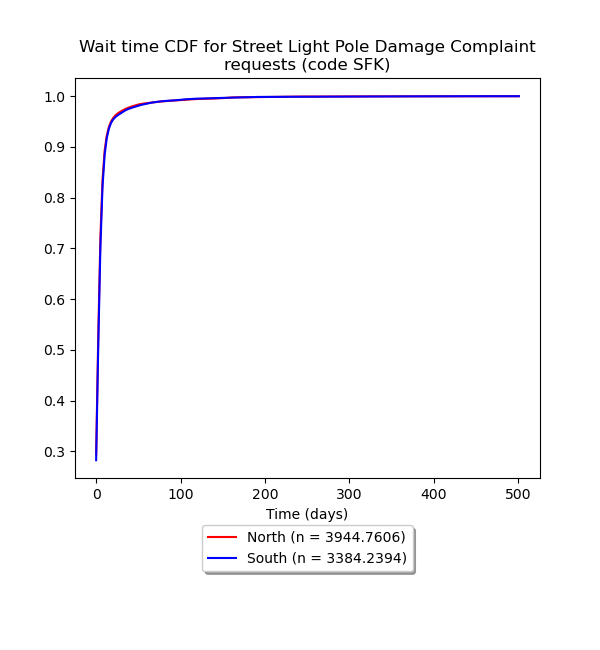 Wait time CDF for Street Light Pole Damage Complaint
requests (code SFK)
1.0
0.9
0.8
0.7
0.6
0.5
0.4
0.3
0 100 200 300 400 500
Time (days)
North (n = 3944.7606)
South (n = 3384.2394)